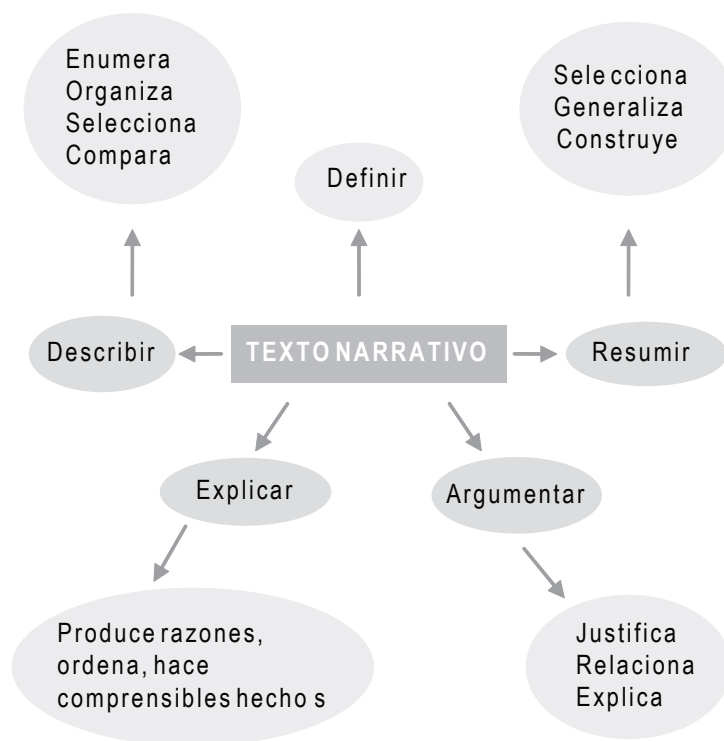 Enumera
Organiza
Selecciona
Compara
Definir
Selecciona
Generaliza
Construye
Describir
TEXTO NARRATIVO
Resumir
Explicar
Argumentar
Produce razones,
ordena, hace
comprensibles hechos
Justifica
Relaciona
Explica